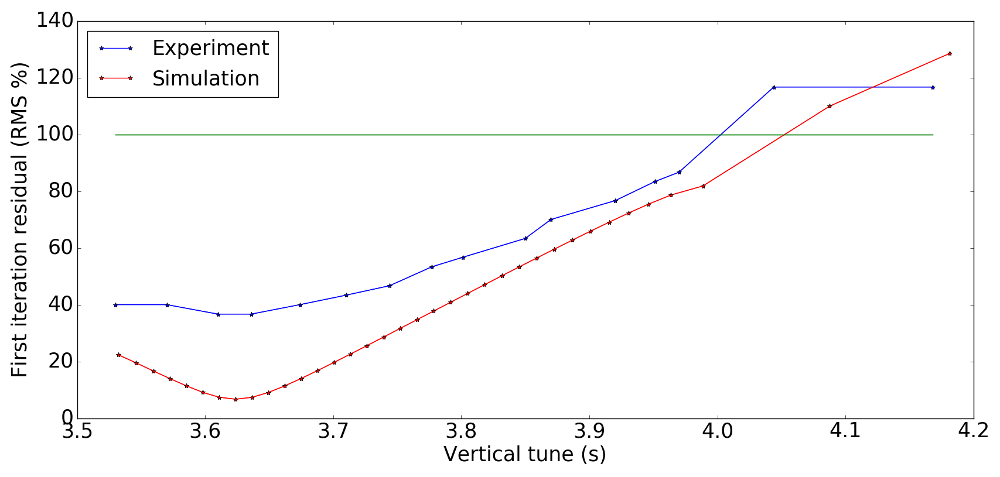 140
120
100
80
60
40
20
0
First iteration residual (RMS %)
Experiment
Simulation
3.5 3.6 3.7 3.8 3.9 4.0 4.1 4.2
Vertical tune (s)